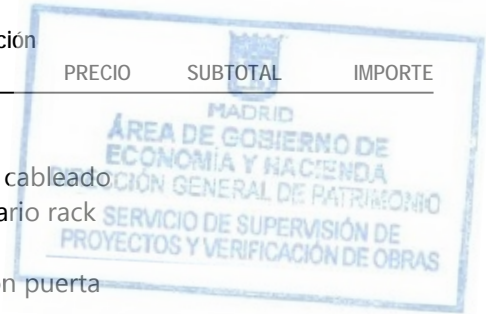 ción
PRECIO SUBTOTAL IMPORTE
MADRID
ÁREA DE GOBIERNO DE
ECONOMÍA Y HACIENDA
cableado
DIRECCIÓN GENERAL DE PATRIMONIO
ario rack
SERVICIO DE SUPERVISIÓN DE
PROYECTOS Y VERIFICACIÓN DE OBRAS
n puerta